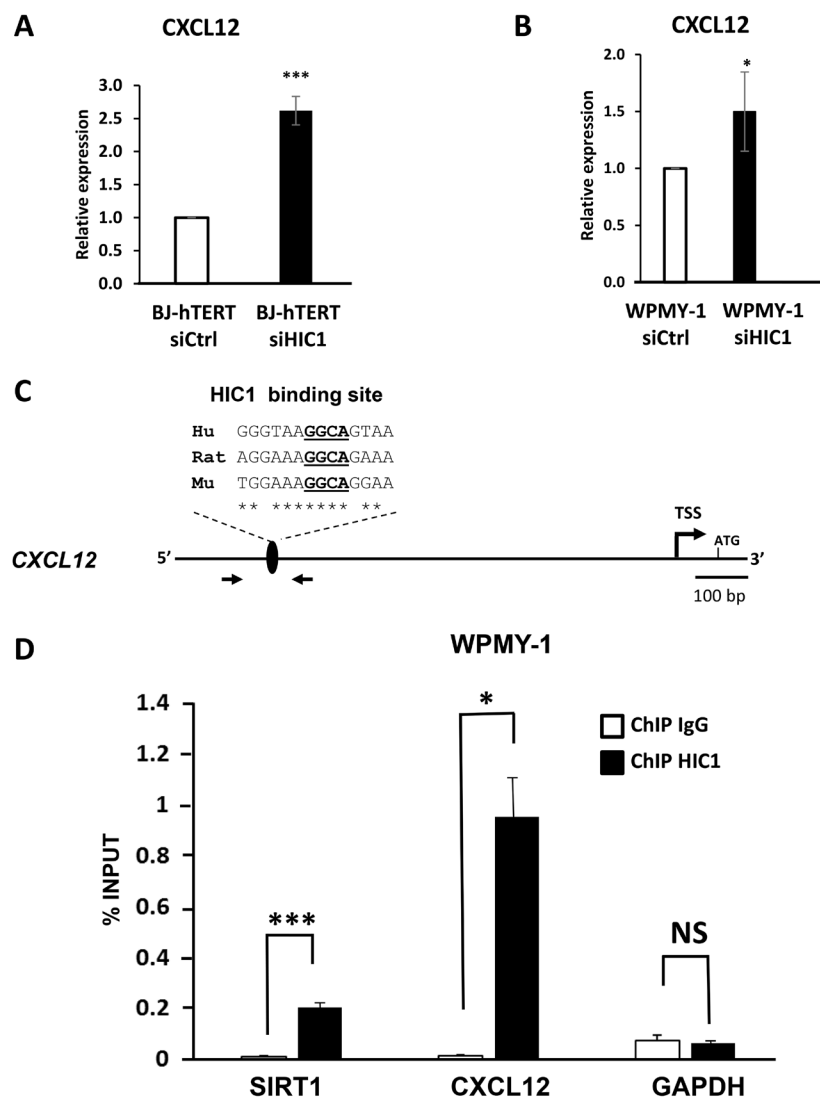 A
CXCL12
Relative expression
3.0
2.5
2.0
1.5
1.0
0.5
0.0
***
BJ-hTERT siCtrl
BJ-hTERT siHIC1
B
CXCL12
Relative expression
2.0
1.5
1.0
0.5
0.0
*
WPMY-1 siCtrl
WPMY-1 siHIC1
C
HIC1 binding site
Hu GGGTAAGGCAGTAA
Rat AGGAAAGGCAGAAA
Mu TGGAAAGGCAGGAA
** ******* **
CXCL12
5’
TSS
ATG
3’
100 bp
D
WPMY-1
% INPUT
1.4
1.2
1
0.8
0.6
0.4
0.2
0
***
*
NS
ChIP IgG
ChIP HIC1
SIRT1
CXCL12
GAPDH